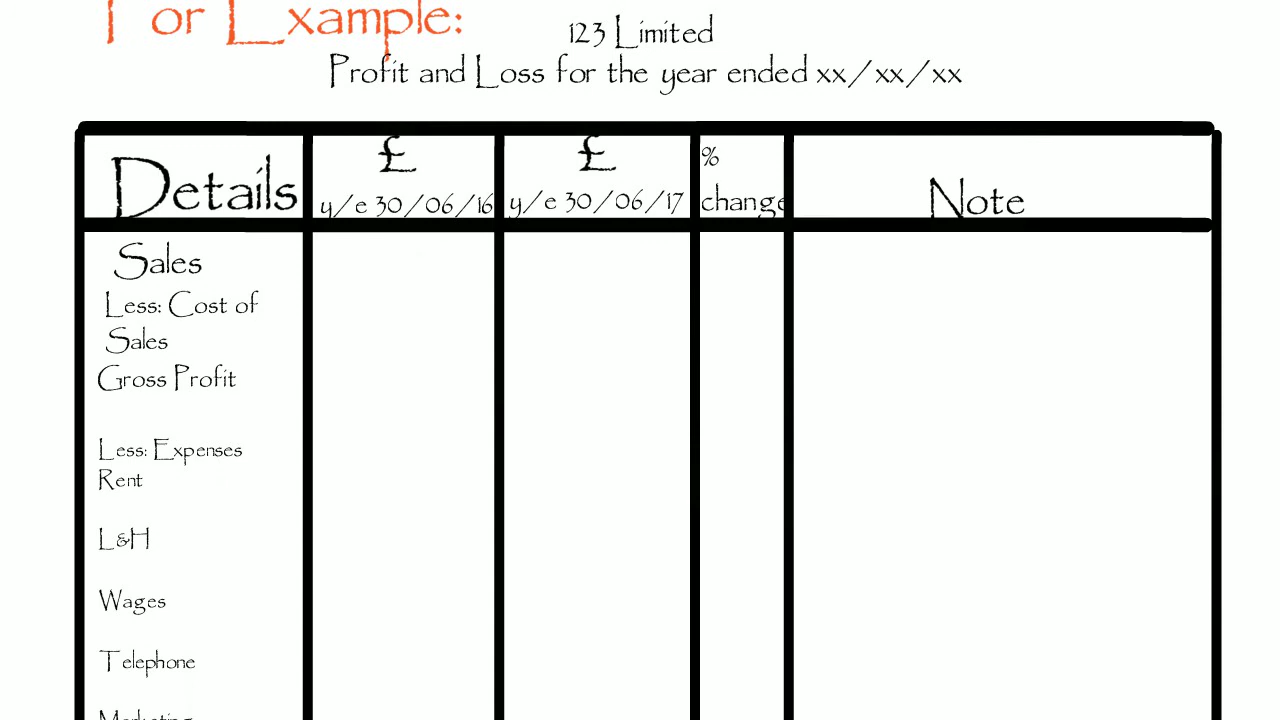 For Example:
123 Limited
Profit and Loss for the year ended xx/xx/xx
Details
£
y/e 30/06/16
£
y/e 30/06/17
%
change
Note
Sales
Less: Cost of
Sales
Gross Profit
Less: Expenses
Rent
L&H
Wages
Telephone
Marketing